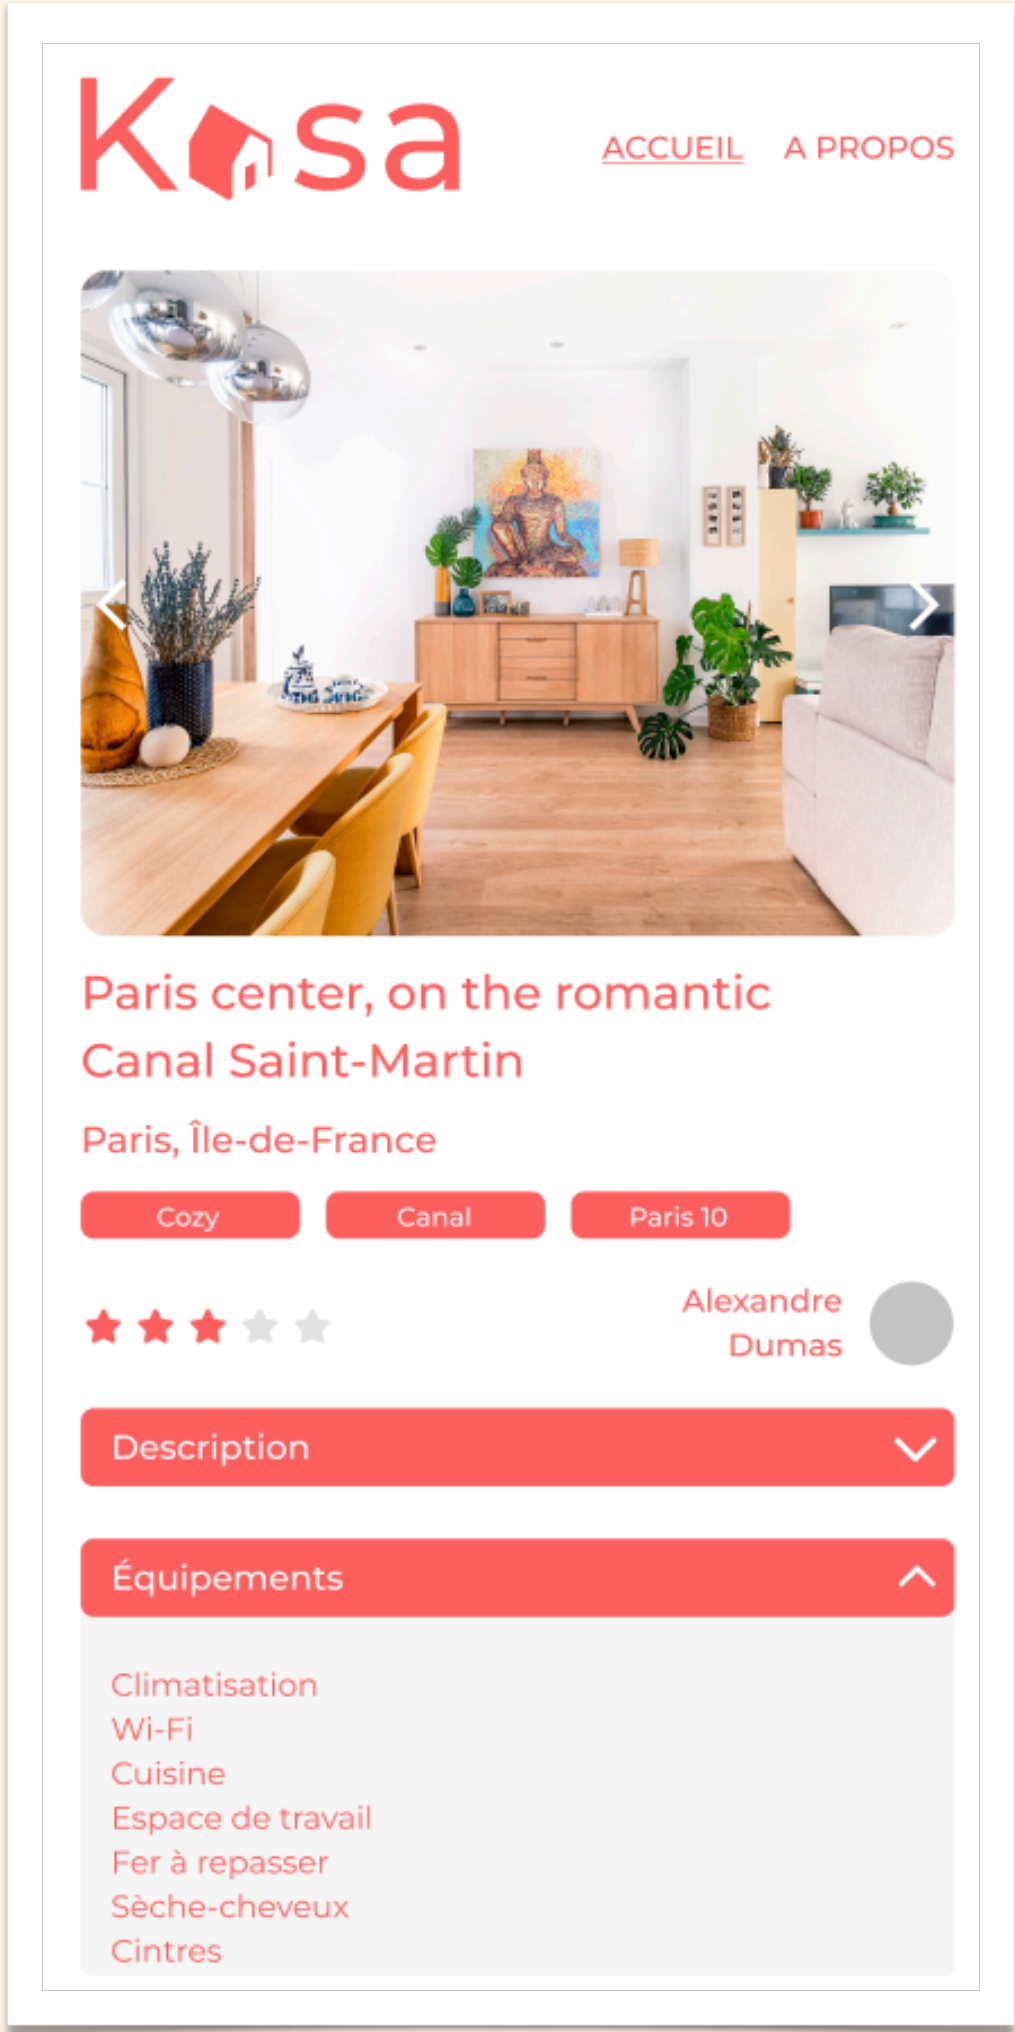 Kasa
ACCUEIL
A PROPOS
Paris center, on the romantic
Canal Saint-Martin
Paris, Île-de-France
Cozy
Canal
Paris 10
Alexandre
Dumas
Description
Équipements
Climatisation
Wi-Fi
Cuisine
Espace de travail
Fer à repasser
Sèche-cheveux
Cintres